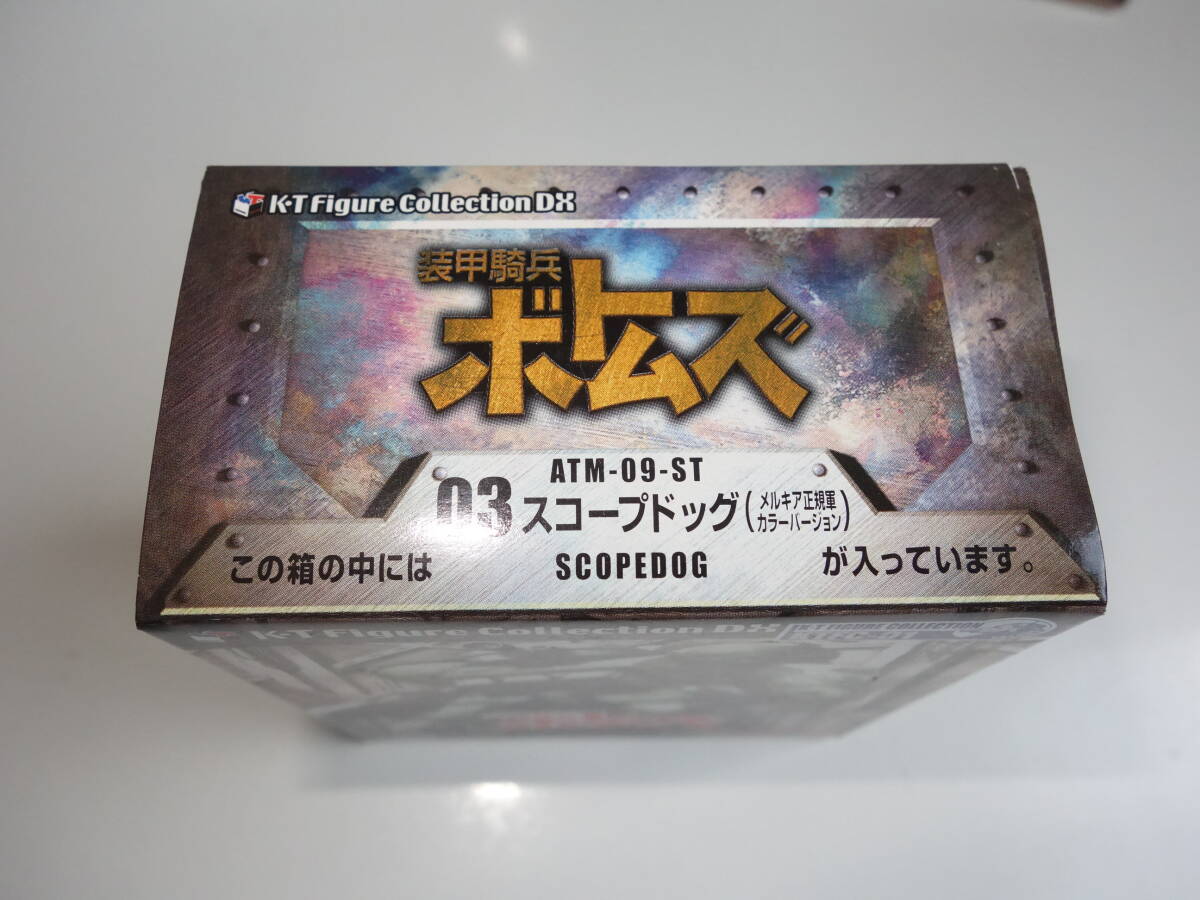 K・T Figure Collection DX
装甲騎兵
ボトムズ
ATM-09-ST
03 スコープドッグ(メルキア正規軍
カラーバージョン)
この箱の中には SCOPEDOG が入っています。
K・T Figure Collection DX